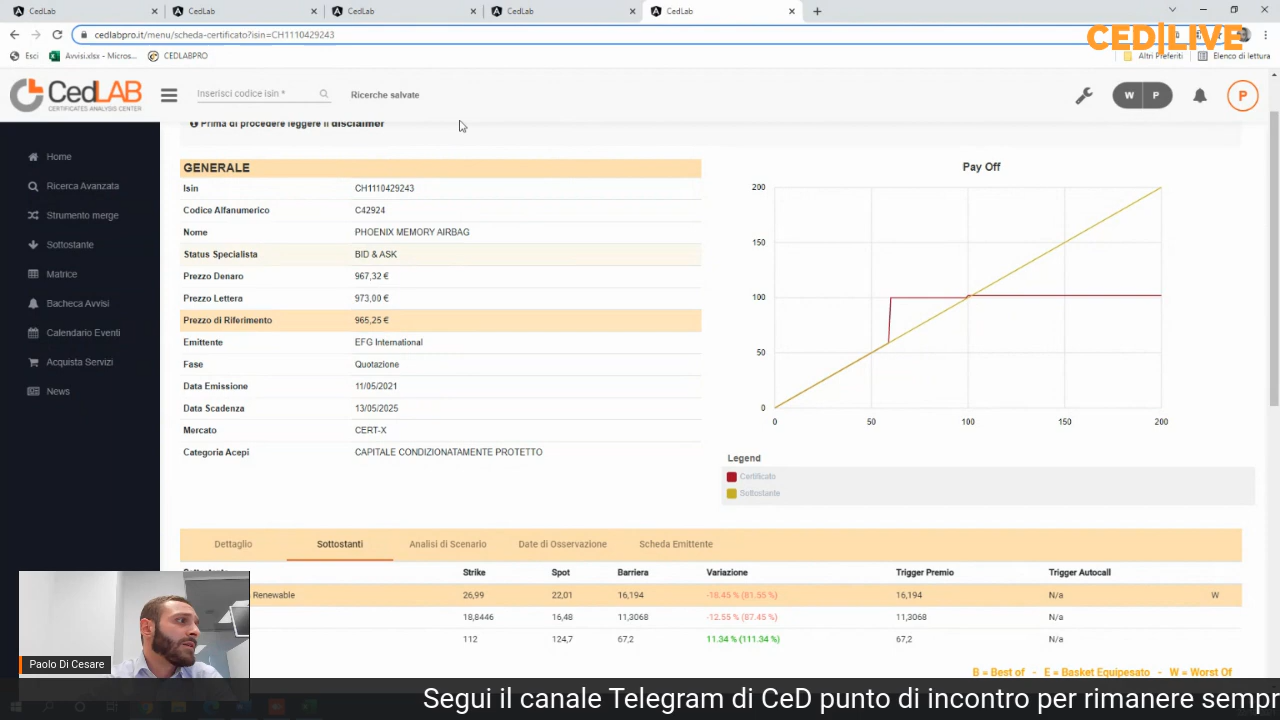 CedLab CedLab CedLab CedLab CedLab
cedlabpro.it/menu/scheda-certificato?isin=CH1110429243
CED|LIVE
Esci Avvisi.xlsx - Micros... CEDLABPRO Altri Preferiti Elenco di lettura
CedLAB
CERTIFICATES ANALYSIS CENTER
Inserisci codice isin *
Ricerche salvate
W P
P
Prima di procedere leggere il disclaimer
Home
Ricerca Avanzata
Strumento merge
Sottostante
Matrice
Bacheca Avvisi
Calendario Eventi
Acquista Servizi
News
GENERALE
Isin CH1110429243
Codice Alfanumerico C42924
Nome PHOENIX MEMORY AIRBAG
Status Specialista BID & ASK
Prezzo Denaro 967,32 €
Prezzo Lettera 973,00 €
Prezzo di Riferimento 965,25 €
Emittente EFG International
Fase Quotazione
Data Emissione 11/05/2021
Data Scadenza 13/05/2025
Mercato CERT-X
Categoria Acepi CAPITALE CONDIZIONATAMENTE PROTETTO
Pay Off
200
150
100
50
0
0 50 100 150 200
Legend
Certificato
Sottostante
Dettaglio Sottostanti Analisi di Scenario Date di Osservazione Scheda Emittente
Strike Spot Barriera Variazione Trigger Premio Trigger Autocall
Renewable 26,99 22,01 16,194 -18.45 % (81.55 %) 16,194 N/a W
18,8446 16,48 11,3068 -12.55 % (87.45 %) 11,3068 N/a
112 124,7 67,2 11.34 % (111.34 %) 67,2 N/a
B = Best of - E = Basket Equipesato - W = Worst Of
Paolo Di Cesare
Segui il canale Telegram di CeD punto di incontro per rimanere sempr